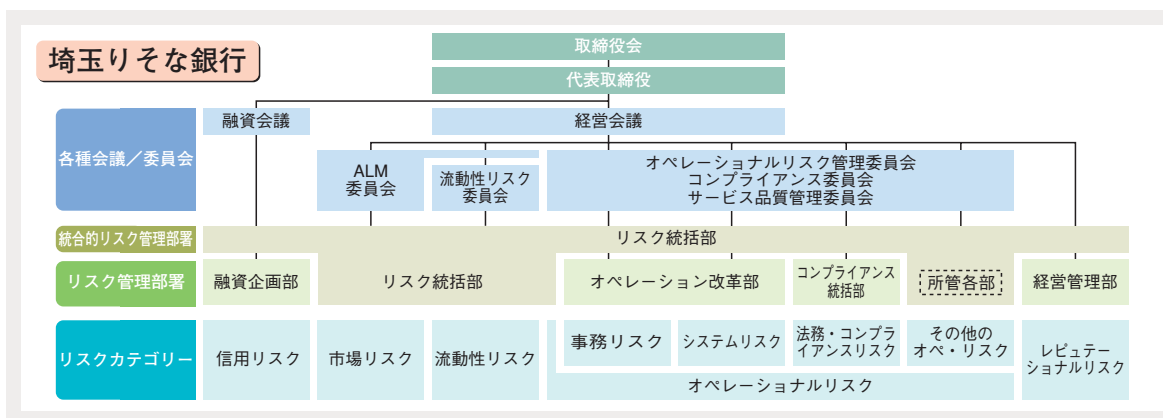 埼玉りそな銀行
取締役会
代表取締役
各種会議／委員会
融資会議
経営会議
ALM
委員会
流動性リスク
委員会
オペレーショナルリスク管理委員会
コンプライアンス委員会
サービス品質管理委員会
統合的リスク管理部署
リスク統括部
リスク管理部署
融資企画部
リスク統括部
オペレーション改革部
コンプライアンス
統括部
所管各部
経営管理部
リスクカテゴリー
信用リスク
市場リスク
流動性リスク
事務リスク
システムリスク
法務・コンプラ
イアンスリスク
その他の
オペ・リスク
オペレーショナルリスク
レピュテー
ショナルリスク